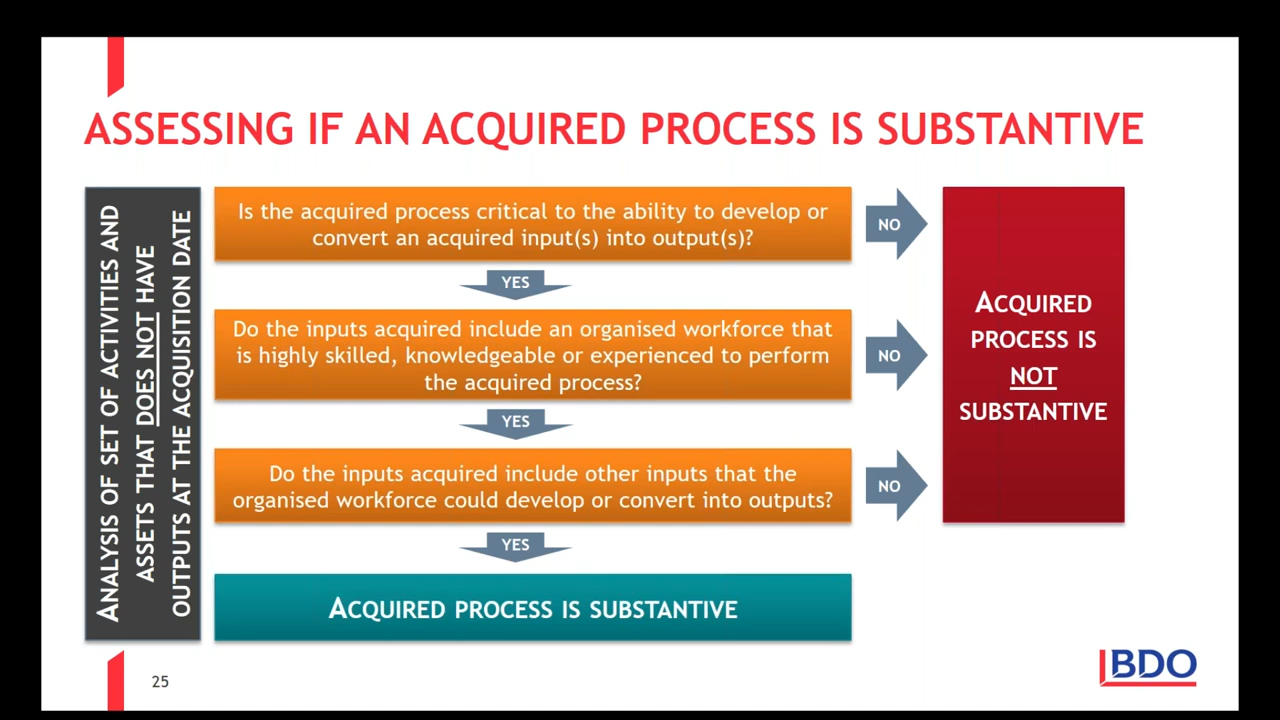 ASSESSING IF AN ACQUIRED PROCESS IS SUBSTANTIVE
ANALYSIS OF SET OF ACTIVITIES AND
ASSETS THAT DOES NOT HAVE
OUTPUTS AT THE ACQUISITION DATE
Is the acquired process critical to the ability to develop or
convert an acquired input(s) into output(s)?
NO
YES
Do the inputs acquired include an organised workforce that
is highly skilled, knowledgeable or experienced to perform
the acquired process?
NO
YES
Do the inputs acquired include other inputs that the
organised workforce could develop or convert into outputs?
NO
YES
ACQUIRED PROCESS IS SUBSTANTIVE
ACQUIRED
PROCESS IS
NOT
SUBSTANTIVE
25
BDO